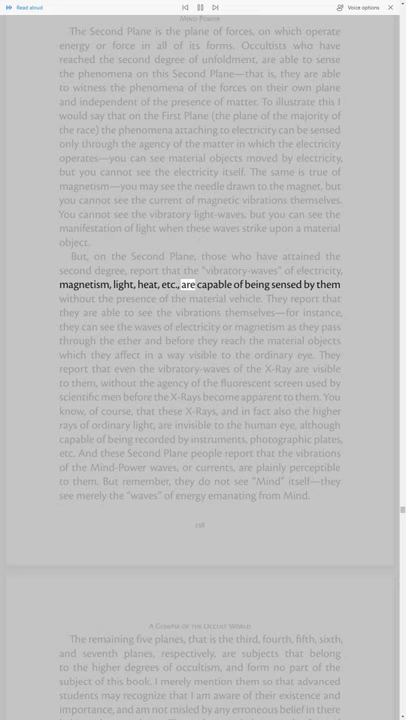 Read aloud
Voice options
MIND-POWER
The Second Plane is the plane of forces, on which operate
energy or force in all of its forms. Occultists who have
reached the second degree of unfoldment, are able to sense
the phenomena on this Second Plane—that is, they are able
to witness the phenomena of the forces on their own plane
and independent of the presence of matter. To illustrate this I
would say that on the First Plane (the plane of the majority of
the race) the phenomena attaching to electricity can be sensed
only through the agency of the matter in which the electricity
operates—you can see material objects moved by electricity,
but you cannot see the electricity itself. The same is true of
magnetism—you may see the needle drawn to the magnet, but
you cannot see the current of magnetic vibrations themselves.
You cannot see the vibratory light-waves, but you can see the
manifestation of light when these waves strike upon a material
object.
But, on the Second Plane, those who have attained the
second degree, report that the “vibratory-waves” of electricity,
magnetism, light, heat, etc., are capable of being sensed by them
without the presence of the material vehicle. They report that
they are able to see the vibrations themselves—for instance,
they can see the waves of electricity or magnetism as they pass
through the ether and before they reach the material objects
which they affect in a way visible to the ordinary eye. They
report that even the vibratory-waves of the X-Ray are visible
to them, without the agency of the fluorescent screen used by
scientific men before the X-Rays become apparent to them. You
know, of course, that these X-Rays, and in fact also the higher
rays of ordinary light, are invisible to the human eye, although
capable of being recorded by instruments, photographic plates,
etc. And these Second Plane people report that the vibrations
of the Mind-Power waves, or currents, are plainly perceptible
to them. But remember, they do not see “Mind” itself—they
see merely the “waves” of energy emanating from Mind.
A GLIMPSE OF THE OCCULT WORLD
The remaining five planes, that is the third, fourth, fifth, sixth,
and seventh planes, respectively, are subjects that belong
to the higher degrees of occultism, and form no part of the
subject of this book. I merely mention them so that advanced
students may recognize that I am aware of their existence and
importance, and am not misled by any erroneous belief in there